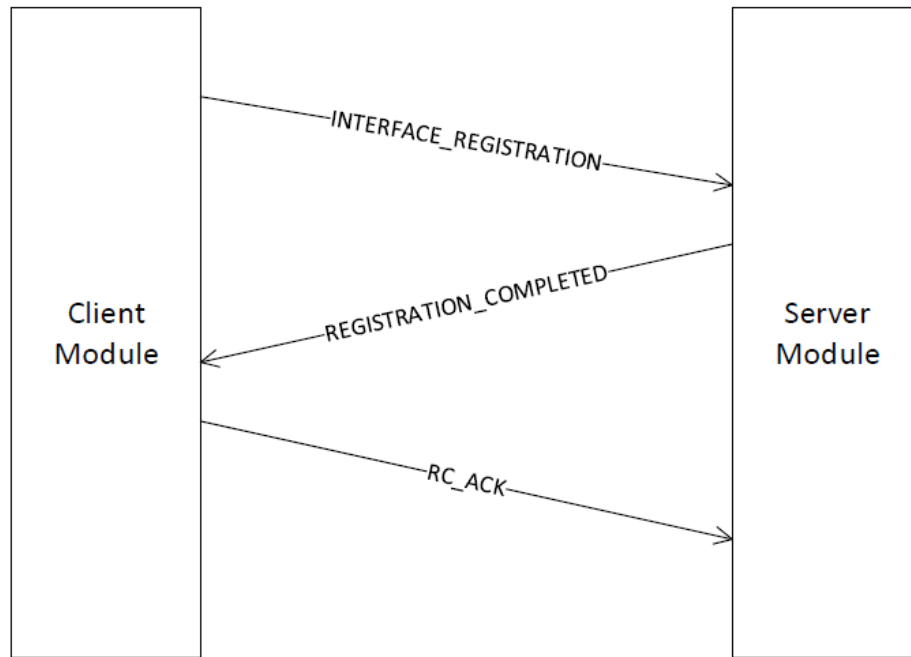 INTERFACE_REGISTRATION
REGISTRATION_COMPLETED
Client
Module
Server
Module
RC_ACK